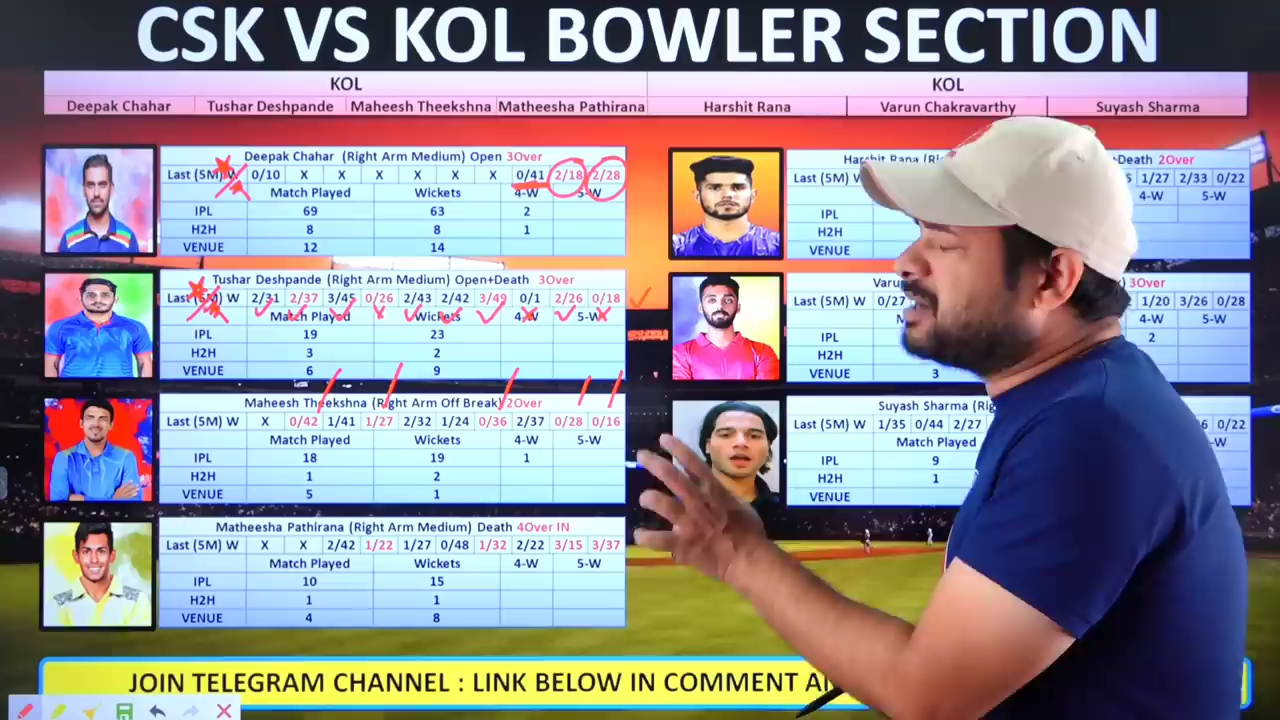 CSK VS KOL BOWLER SECTION
KOL KOL
Deepak Chahar Tushar Deshpande Maheesh Theekshna Matheesha Pathirana Harshit Rana Varun Chakravarthy Suyash Sharma
Deepak Chahar (Right Arm Medium) Open 3Over
Last (5M) W 0/10 X X X X X X 0/41 2/18 2/28
Match Played Wickets 4-W 5-W
IPL 69 63 2
H2H 8 8 1
VENUE 12 14
Tushar Deshpande (Right Arm Medium) Open+Death 3Over
Last (5M) W 2/31 2/37 3/45 0/26 2/43 2/42 3/49 0/1 2/26 0/18
Match Played Wickets 4-W 5-W
IPL 19 23
H2H 3 2
VENUE 6 9
Maheesh Theekshna (Right Arm Off Break) 2Over
Last (5M) W X 0/42 1/41 1/27 2/32 1/24 0/36 2/37 0/28 0/16
Match Played Wickets 4-W 5-W
IPL 18 19 1
H2H 1 2
VENUE 5 1
Matheesha Pathirana (Right Arm Medium) Death 4Over IN
Last (5M) W X X 2/42 1/22 1/27 0/48 1/32 2/22 3/15 3/37
Match Played Wickets 4-W 5-W
IPL 10 15
H2H 1 1
VENUE 4 8
Harshit Rana Death 2Over
Last (5M) 1/27 2/33 0/22
4-W 5-W
IPL
H2H
VENUE
3Over
Last (5M) W 0/27 1/20 3/26 0/28
4-W 5-W
IPL 2
H2H
VENUE 3
Suyash Sharma
Last (5M) W 1/35 0/44 2/27 0/22
Match Played
IPL 9
H2H 1
VENUE
JOIN TELEGRAM CHANNEL : LINK BELOW IN COMMENT